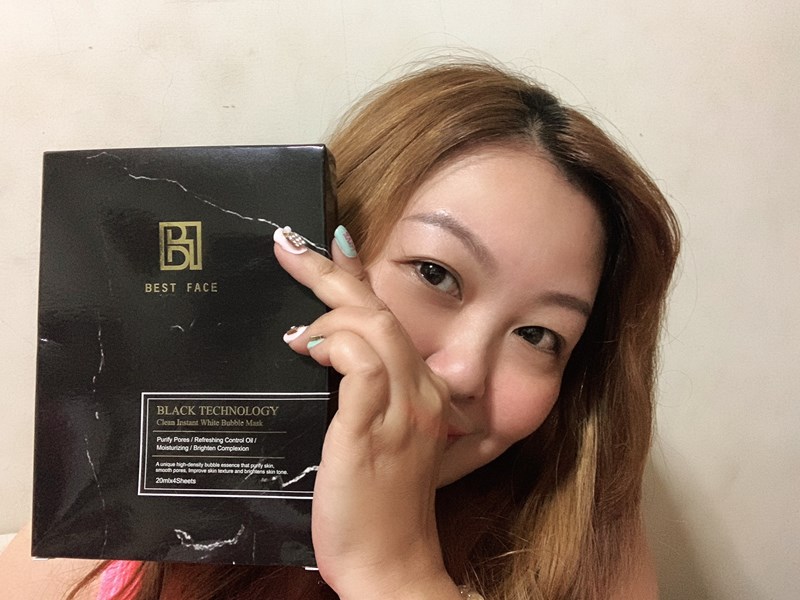 B1
BEST FACE
BLACK TECHNOLOGY
Clean Instant White Bubble Mask
Purify Pores / Refreshing Control Oil /
Moisturizing / Brighten Complexion
A unique high-density bubble essence that purify skin,
smooth pores, Improve skin texture and brightens skin tone.
20mlx4Sheets